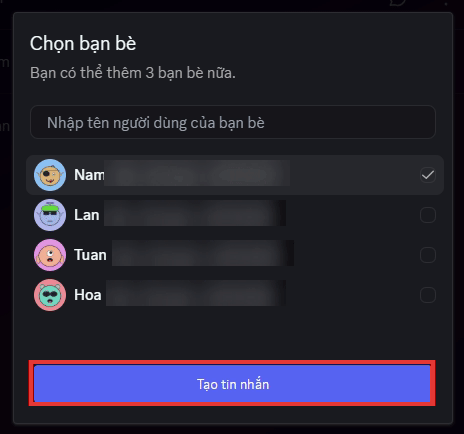 Chọn bạn bè
Bạn có thể thêm 3 bạn bè nữa.
Nhập tên người dùng của bạn bè
Nam
Lan
Tuan
Hoa
Tạo tin nhắn